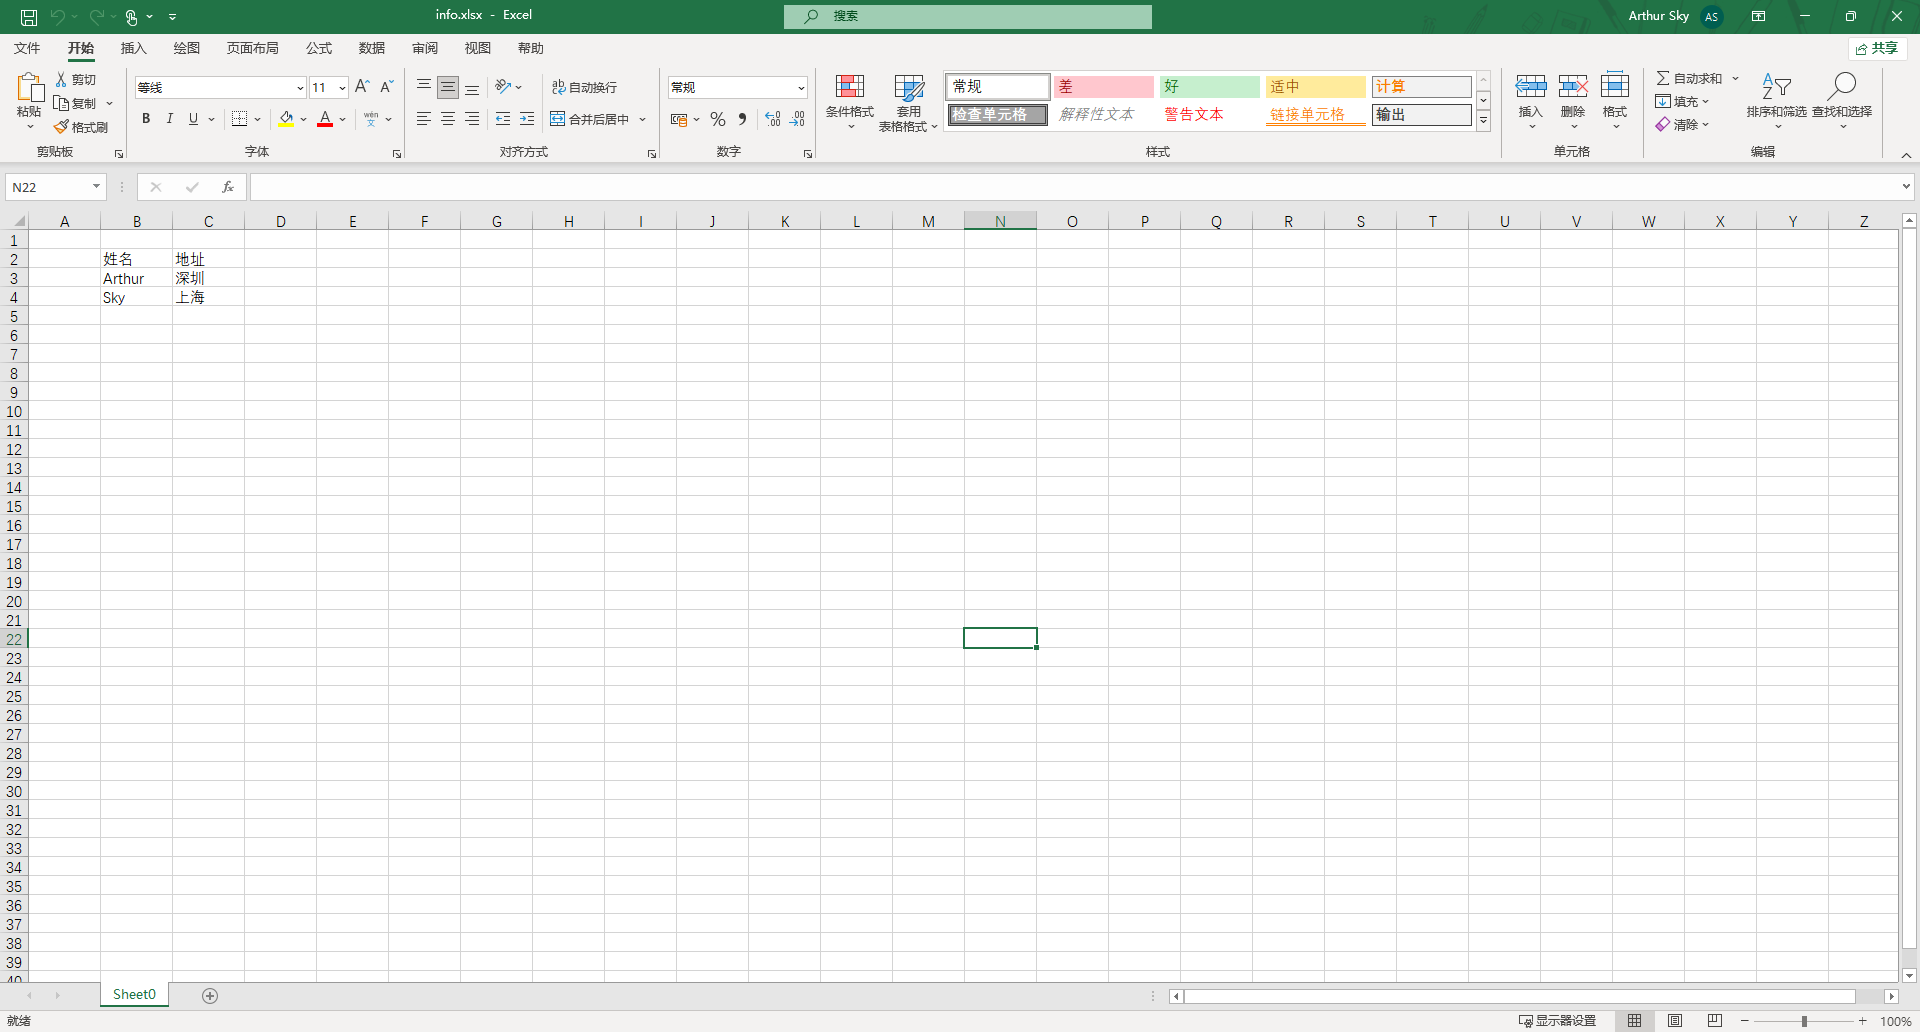 info.xlsx - Excel
搜索
Arthur Sky AS
文件 开始 插入 绘图 页面布局 公式 数据 审阅 视图 帮助
共享
粘贴
剪切
复制
格式刷
剪贴板
等线 11 A A
B I U A wén 文
字体
ab 自动换行
合并后居中
对齐方式
常规
% , .00 .00
数字
条件格式
套用
表格格式
常规 差 好 适中 计算
检查单元格 解释性文本 警告文本 链接单元格 输出
样式
插入 删除 格式
单元格
自动求和
填充
清除
排序和筛选 查找和选择
编辑
N22 fx
A B C D E F G H I J K L M N O P Q R S T U V W X Y Z
1
2 姓名 地址
3 Arthur 深圳
4 Sky 上海
5
6
7
8
9
10
11
12
13
14
15
16
17
18
19
20
21
22
23
24
25
26
27
28
29
30
31
32
33
34
35
36
37
38
39
40
Sheet0
就绪 显示器设置 100%